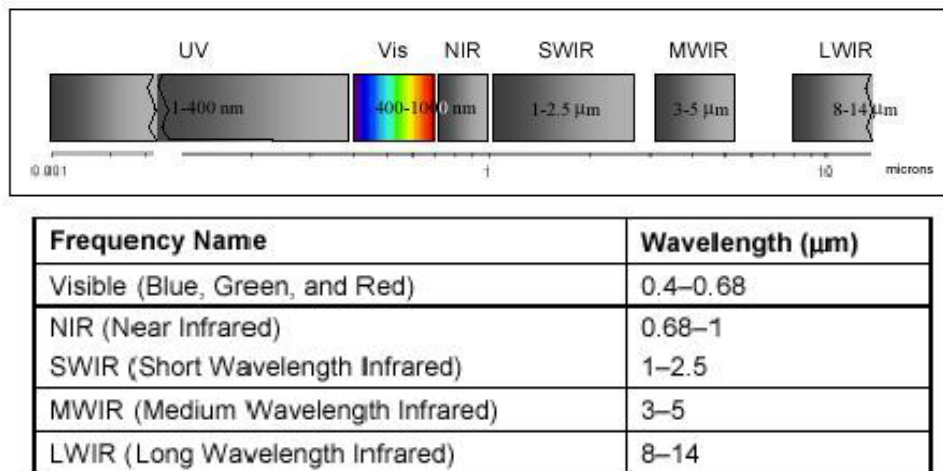 UV Vis NIR SWIR MWIR LWIR
1-400 nm 400-1000 nm 1-2.5 μm 3-5 μm 8-14 μm
0.001 1 10 microns
Frequency Name Wavelength (μm)
Visible (Blue, Green, and Red) 0.4–0.68
NIR (Near Infrared) 0.68–1
SWIR (Short Wavelength Infrared) 1–2.5
MWIR (Medium Wavelength Infrared) 3–5
LWIR (Long Wavelength Infrared) 8–14